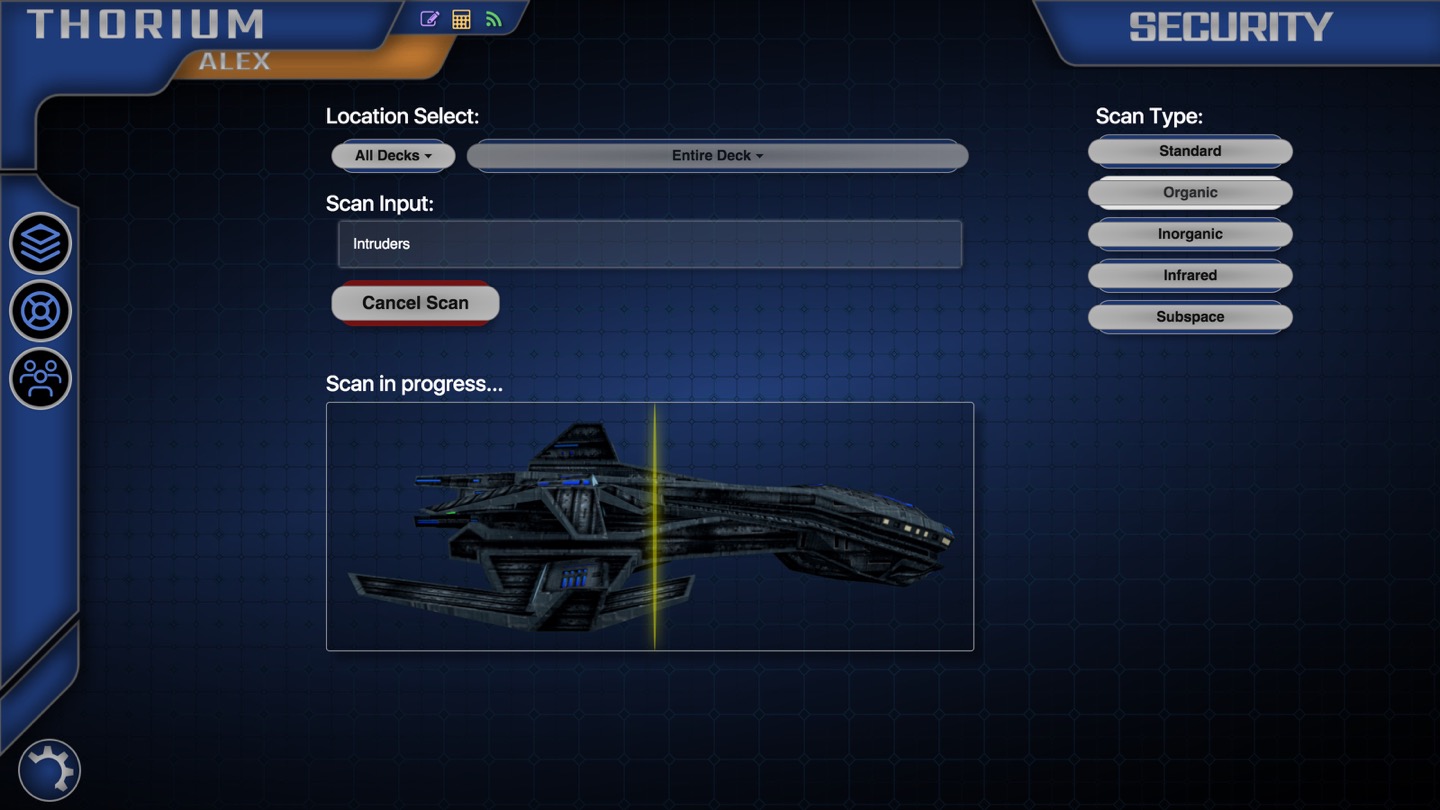 THORIUM
ALEX
SECURITY
Location Select:
All Decks
Entire Deck
Scan Input:
Intruders
Cancel Scan
Scan in progress...
Scan Type:
Standard
Organic
Inorganic
Infrared
Subspace